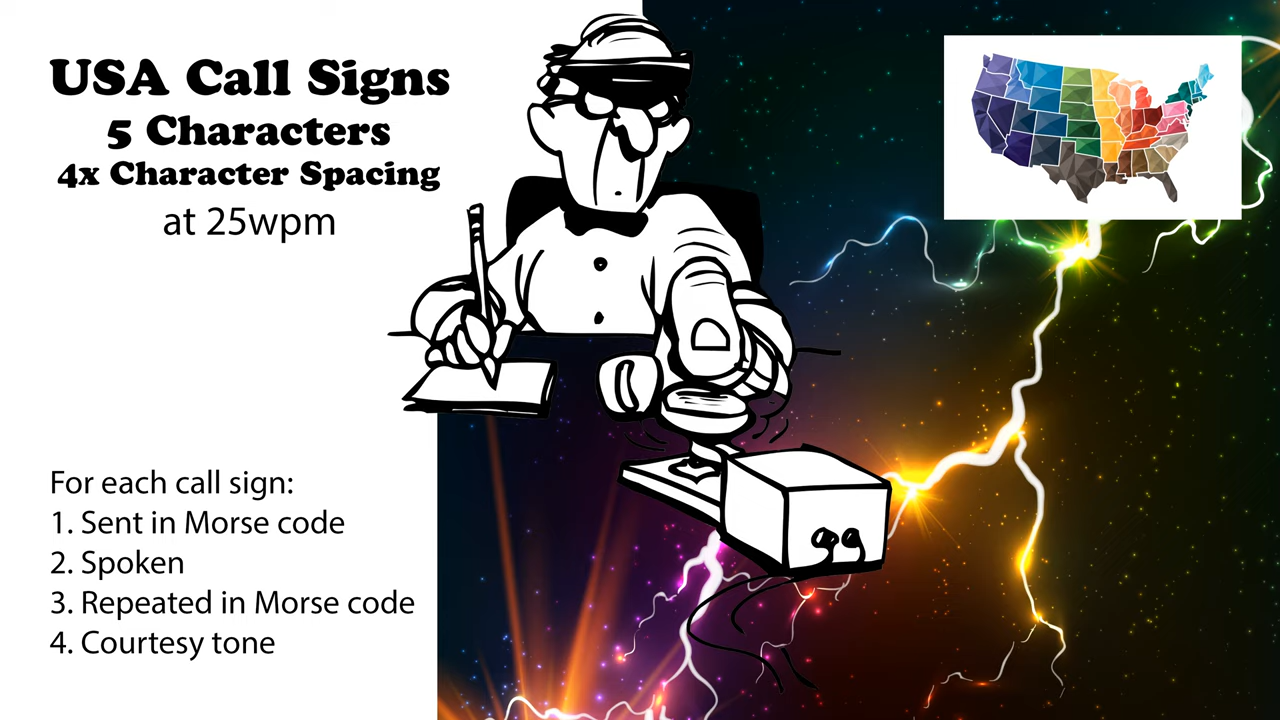 USA Call Signs
5 Characters
4x Character Spacing
at 25wpm
For each call sign:
1. Sent in Morse code
2. Spoken
3. Repeated in Morse code
4. Courtesy tone